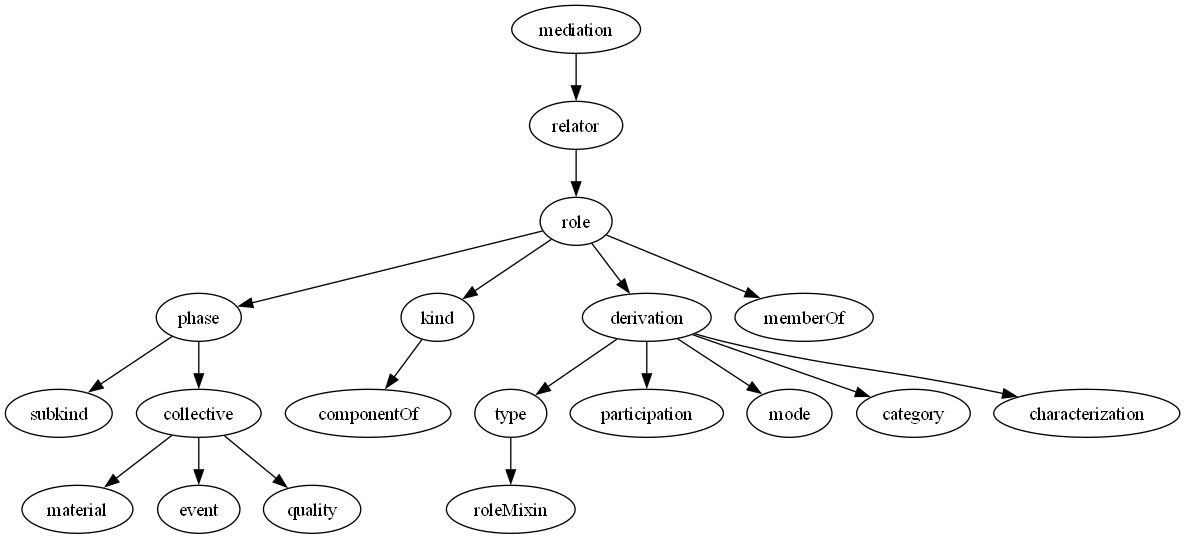 mediation
relator
role
phase
kind
derivation
memberOf
subkind
collective
componentOf
type
participation
mode
category
characterization
material
event
quality
roleMixin